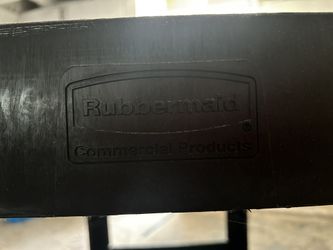 Rubbermaid
®
Commercial Products